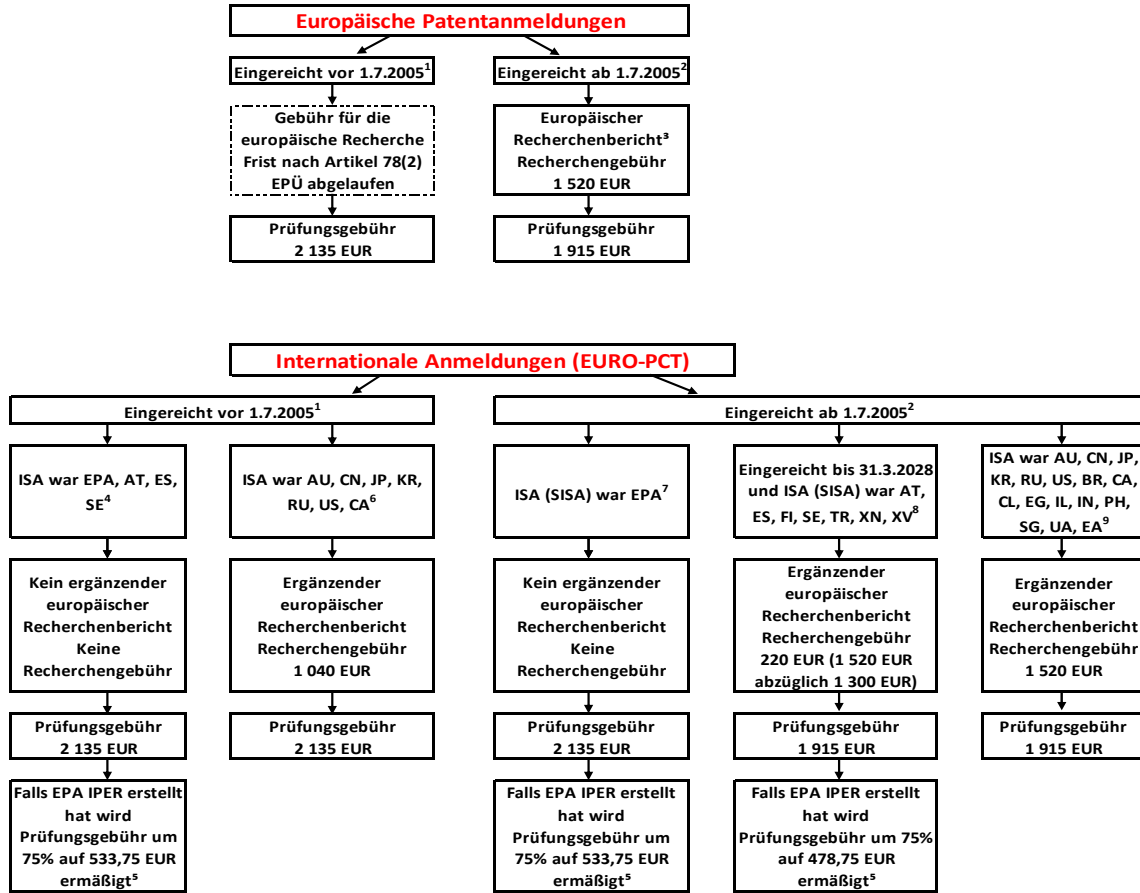 Europäische Patentanmeldungen
Eingereicht vor 1.7.2005¹
Eingereicht ab 1.7.2005²
Gebühr für die
europäische Recherche
Frist nach Artikel 78(2)
EPÜ abgelaufen
Europäischer
Recherchenbericht³
Recherchengebühr
1 520 EUR
Prüfungsgebühr
2 135 EUR
Prüfungsgebühr
1 915 EUR
Internationale Anmeldungen (EURO-PCT)
Eingereicht vor 1.7.2005¹
Eingereicht ab 1.7.2005²
ISA war EPA, AT, ES,
SE⁴
ISA war AU, CN, JP, KR,
RU, US, CA⁶
ISA (SISA) war EPA⁷
Eingereicht bis 31.3.2028
und ISA (SISA) war AT,
ES, FI, SE, TR, XN, XV⁸
ISA war AU, CN, JP,
KR, RU, US, BR, CA,
CL, EG, IL, IN, PH,
SG, UA, EA⁹
Kein ergänzender
europäischer
Recherchenbericht
Keine
Recherchengebühr
Ergänzender
europäischer
Recherchenbericht
Recherchengebühr
1 040 EUR
Kein ergänzender
europäischer
Recherchenbericht
Keine
Recherchengebühr
Ergänzender
europäischer
Recherchenbericht
Recherchengebühr
220 EUR (1 520 EUR
abzüglich 1 300 EUR)
Ergänzender
europäischer
Recherchenbericht
Recherchengebühr
1 520 EUR
Prüfungsgebühr
2 135 EUR
Prüfungsgebühr
2 135 EUR
Prüfungsgebühr
2 135 EUR
Prüfungsgebühr
1 915 EUR
Prüfungsgebühr
1 915 EUR
Falls EPA IPER erstellt
hat wird
Prüfungsgebühr um
75% auf 533,75 EUR
ermäßigt⁵
Falls EPA IPER erstellt
hat wird
Prüfungsgebühr um
75% auf 533,75 EUR
ermäßigt⁵
Falls EPA IPER erstellt
hat wird
Prüfungsgebühr um 75%
auf 478,75 EUR
ermäßigt⁵